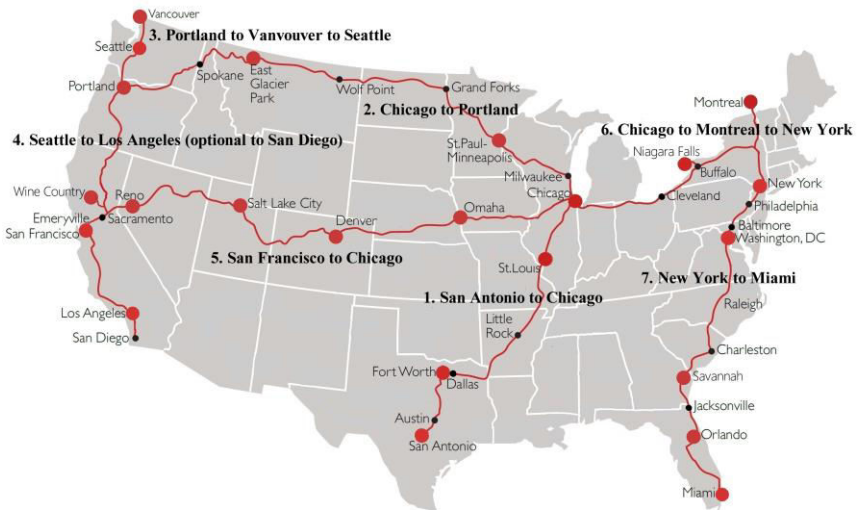 Vancouver
3. Portland to Vanvouver to Seattle
Seattle
Spokane
East
Glacier
Park
Portland
Wolf Point
Grand Forks
2. Chicago to Portland
Montreal
6. Chicago to Montreal to New York
4. Seattle to Los Angeles (optional to San Diego)
St.Paul-
Minneapolis
Niagara Falls
Buffalo
Milwaukee
Chicago
New York
Wine Country
Reno
Salt Lake City
Omaha
Cleveland
Philadelphia
Emeryville
Sacramento
San Francisco
Denver
Baltimore
Washington, DC
5. San Francisco to Chicago
St.Louis
7. New York to Miami
1. San Antonio to Chicago
Raleigh
Los Angeles
San Diego
Little
Rock
Charleston
Fort Worth
Dallas
Savannah
Austin
Jacksonville
San Antonio
Orlando
Miami